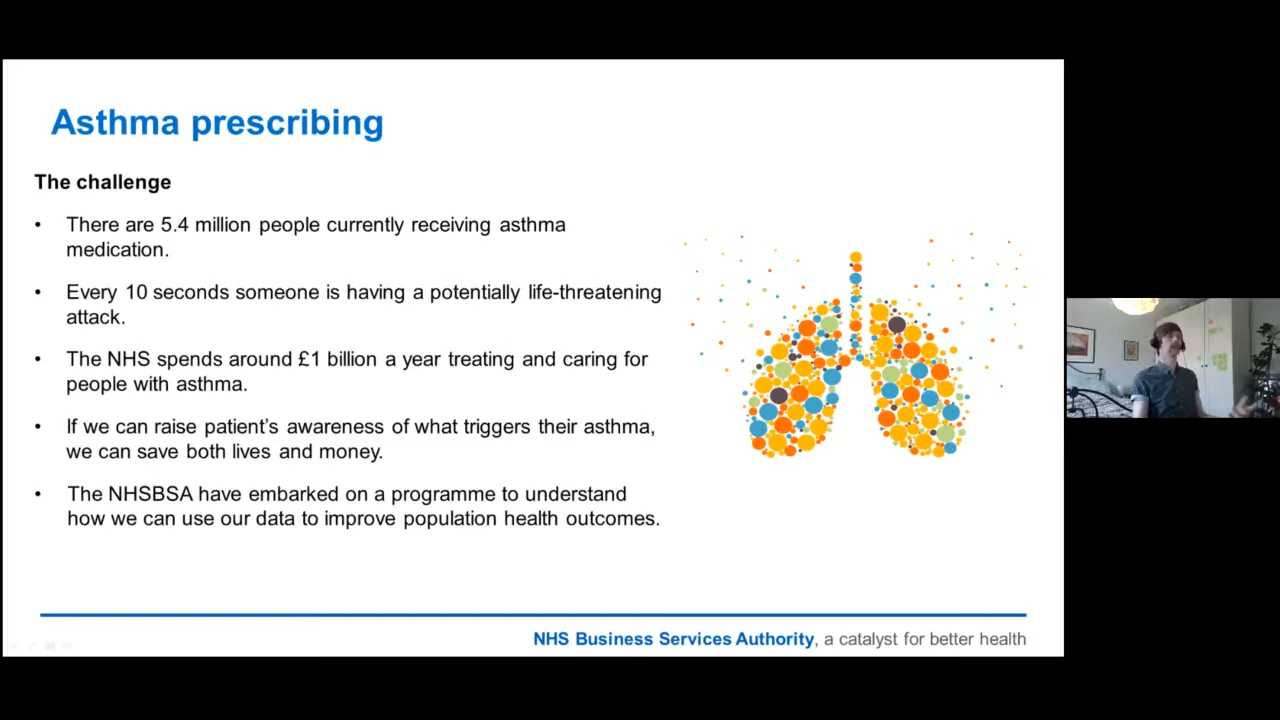 Asthma prescribing
The challenge
• There are 5.4 million people currently receiving asthma
medication.
• Every 10 seconds someone is having a potentially life-threatening
attack.
• The NHS spends around £1 billion a year treating and caring for
people with asthma.
• If we can raise patient's awareness of what triggers their asthma,
we can save both lives and money.
• The NHSBSA have embarked on a programme to understand
how we can use our data to improve population health outcomes.
NHS Business Services Authority, a catalyst for better health